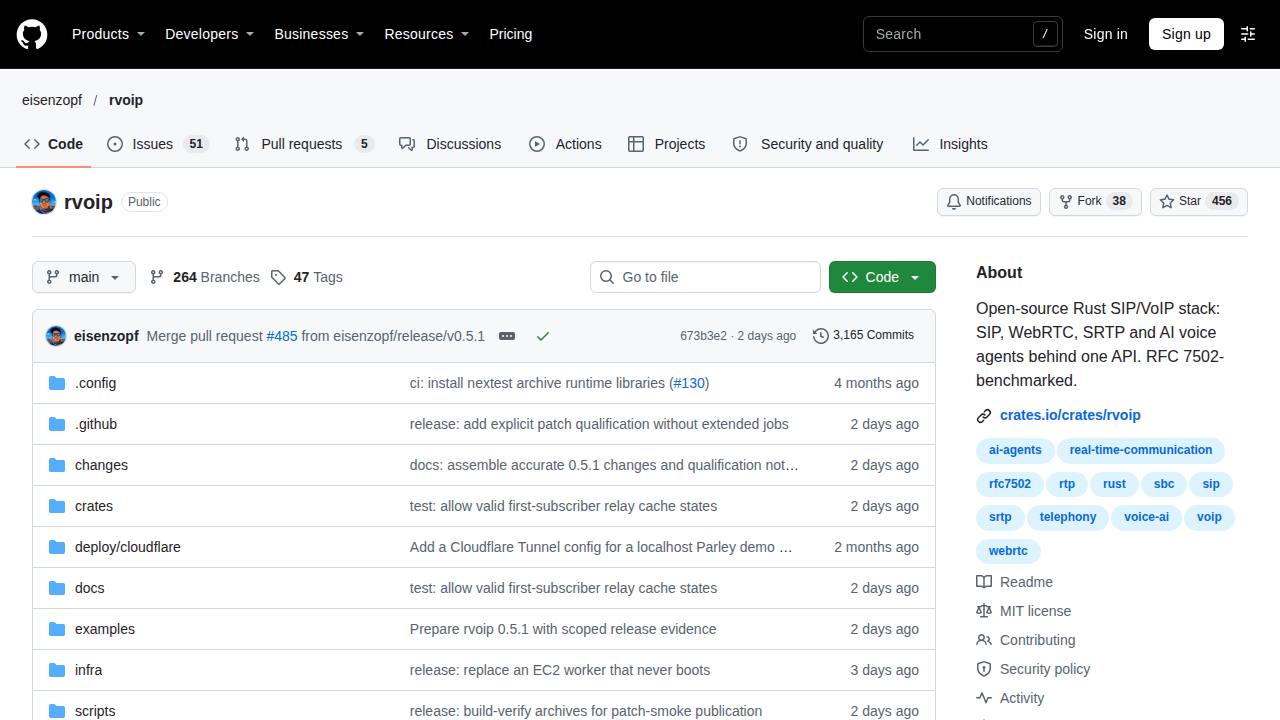 Products Developers Businesses Resources Pricing Search / Sign in Sign up
eisenzopf / rvoip
Code Issues 51 Pull requests 5 Discussions Actions Projects Security and quality Insights
rvoip Public Notifications Fork 38 Star 456
main 264 Branches 47 Tags Go to file Code
eisenzopf Merge pull request #485 from eisenzopf/release/v0.5.1 673b3e2 · 2 days ago 3,165 Commits
.config ci: install nextest archive runtime libraries (#130) 4 months ago
.github release: add explicit patch qualification without extended jobs 2 days ago
changes docs: assemble accurate 0.5.1 changes and qualification not… 2 days ago
crates test: allow valid first-subscriber relay cache states 2 days ago
deploy/cloudflare Add a Cloudflare Tunnel config for a localhost Parley demo … 2 months ago
docs test: allow valid first-subscriber relay cache states 2 days ago
examples Prepare rvoip 0.5.1 with scoped release evidence 2 days ago
infra release: replace an EC2 worker that never boots 3 days ago
scripts release: build-verify archives for patch-smoke publication 2 days ago
About
Open-source Rust SIP/VoIP stack:
SIP, WebRTC, SRTP and AI voice
agents behind one API. RFC 7502-
benchmarked.
crates.io/crates/rvoip
ai-agents real-time-communication
rfc7502 rtp rust sbc sip
srtp telephony voice-ai voip
webrtc
Readme
MIT license
Contributing
Security policy
Activity